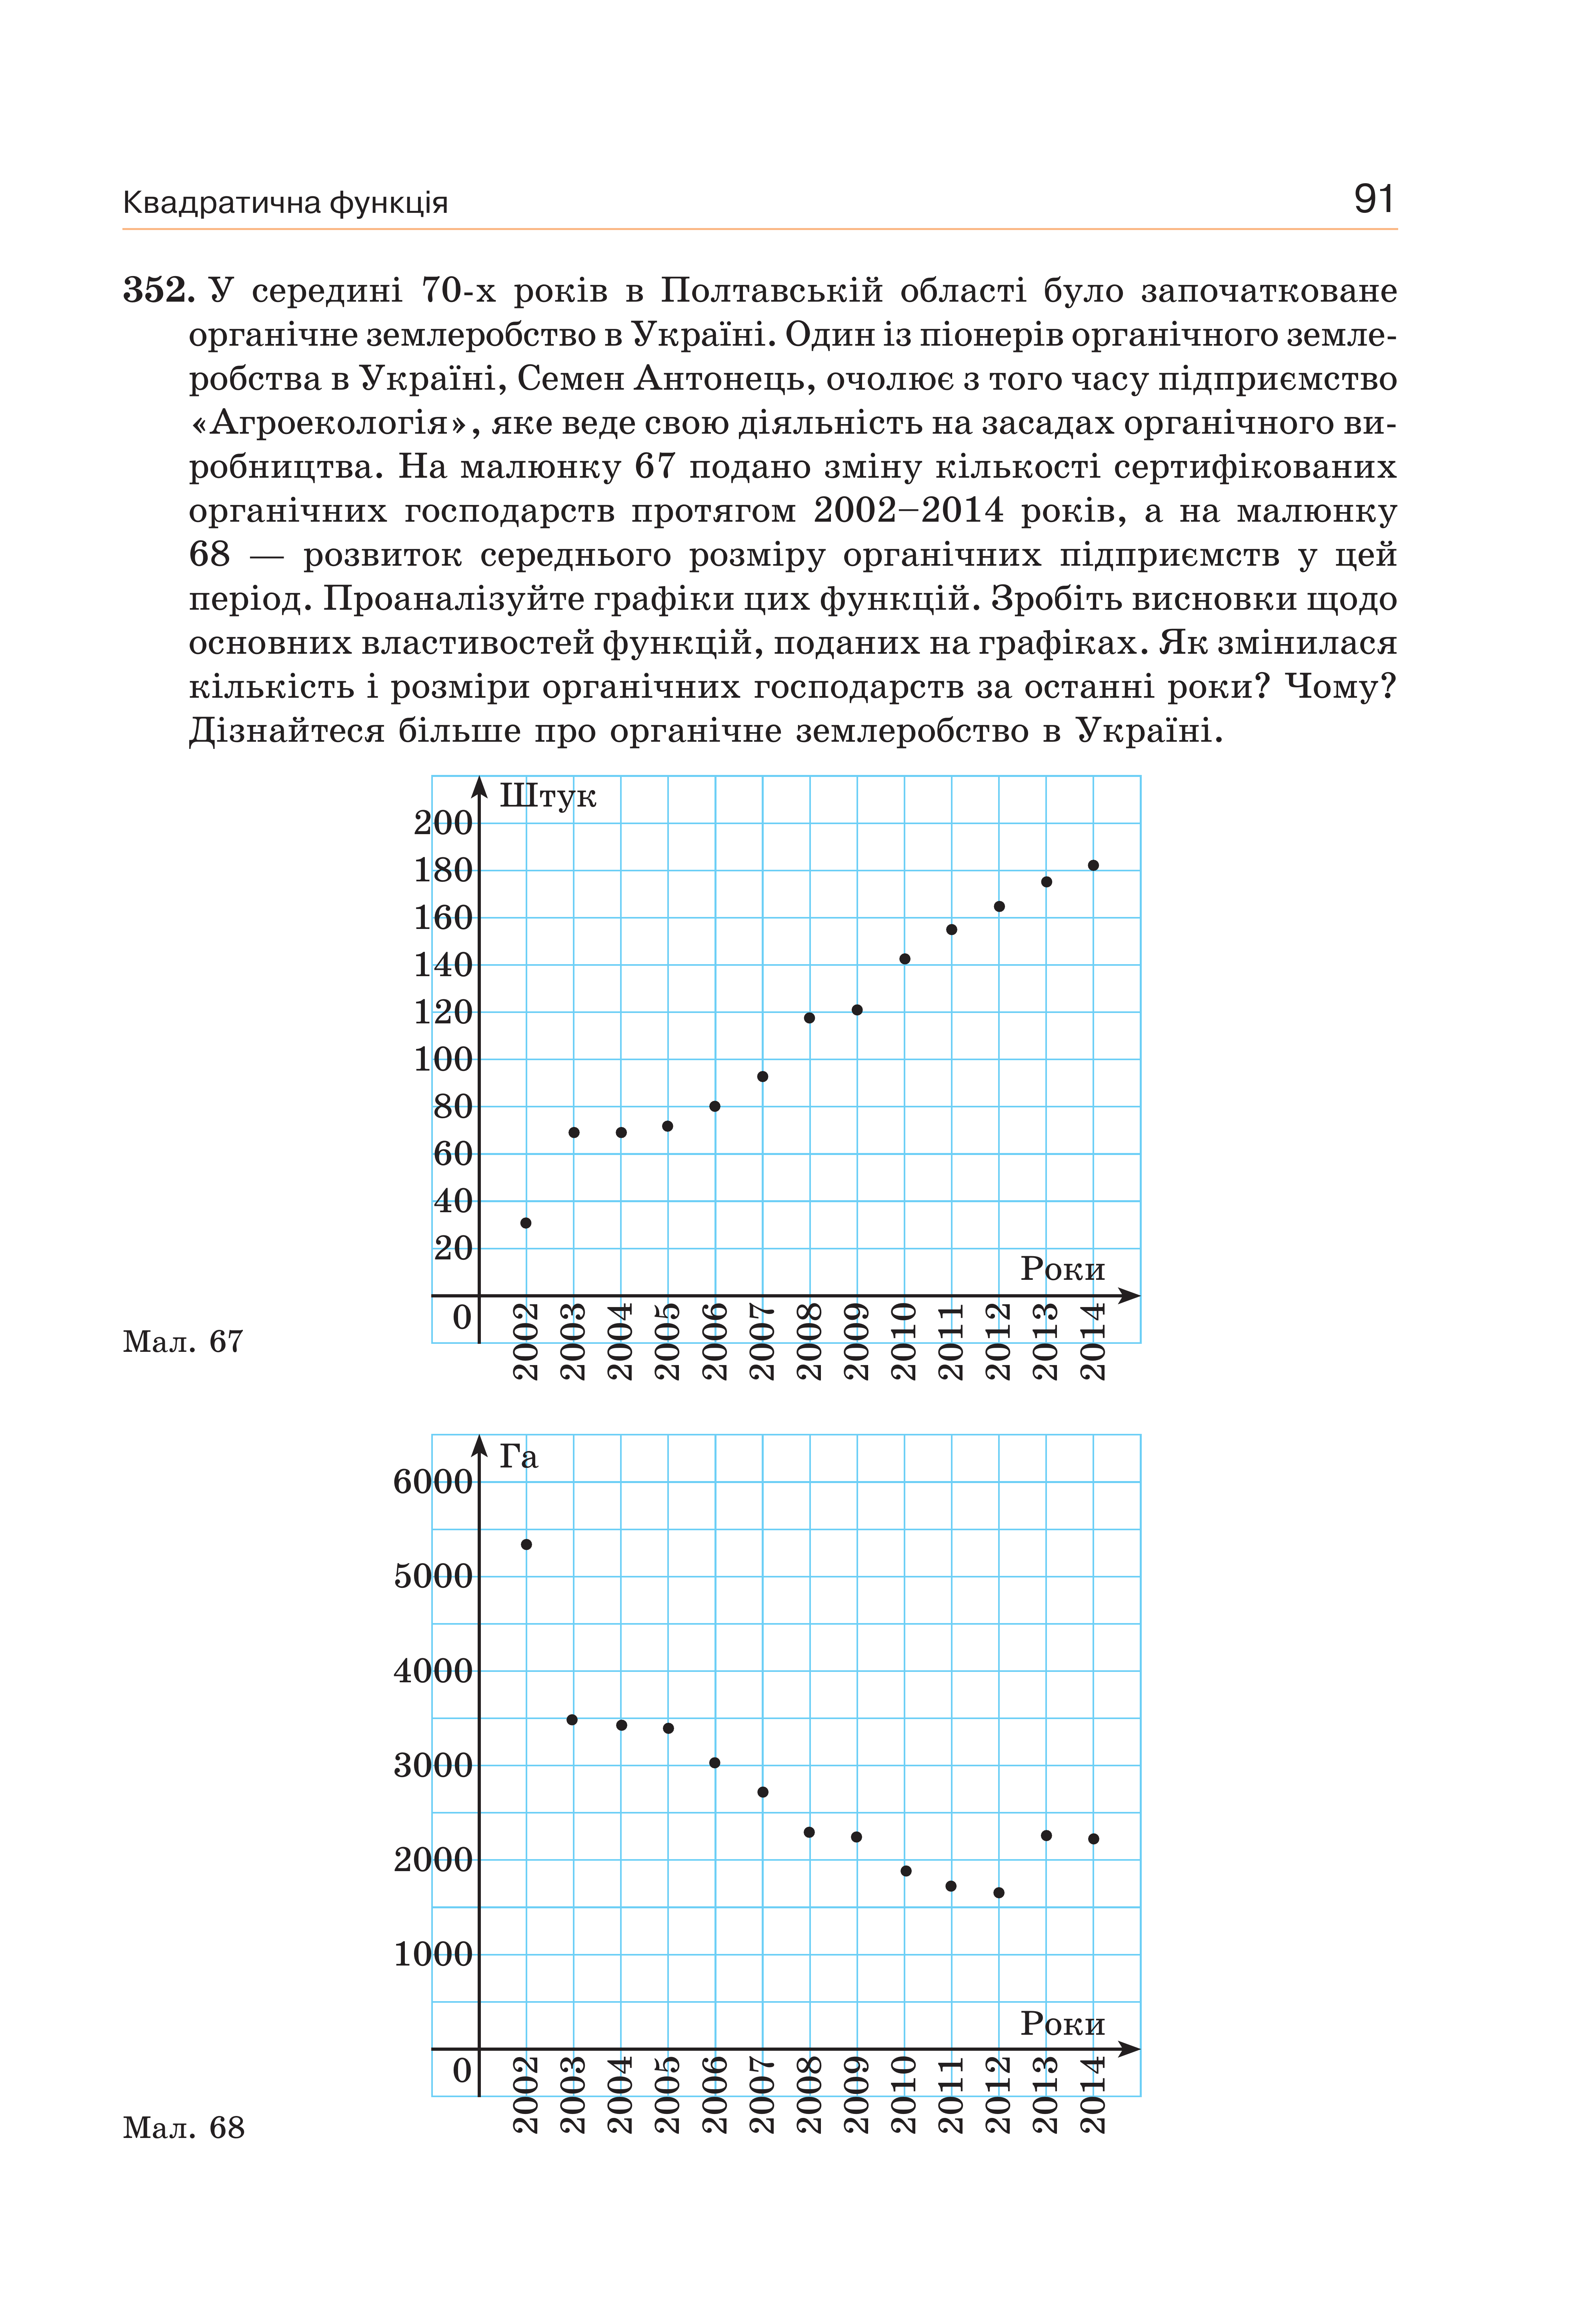 Квадратична функція 91
352. У середині 70-х років в Полтавській області було започатковане
органічне землеробство в Україні. Один із піонерів органічного земле-
робства в Україні, Семен Антонець, очолює з того часу підприємство
«Агроекологія», яке веде свою діяльність на засадах органічного ви-
робництва. На малюнку 67 подано зміну кількості сертифікованих
органічних господарств протягом 2002–2014 років, а на малюнку
68 — розвиток середнього розміру органічних підприємств у цей
період. Проаналізуйте графіки цих функцій. Зробіть висновки щодо
основних властивостей функцій, поданих на графіках. Як змінилася
кількість і розміри органічних господарств за останні роки? Чому?
Дізнайтеся більше про органічне землеробство в Україні.
Штук
200
180
160
140
120
100
80
60
40
20
Роки
0
2002 2003 2004 2005 2006 2007 2008 2009 2010 2011 2012 2013 2014
Мал. 67
Га
6000
5000
4000
3000
2000
1000
Роки
0
2002 2003 2004 2005 2006 2007 2008 2009 2010 2011 2012 2013 2014
Мал. 68